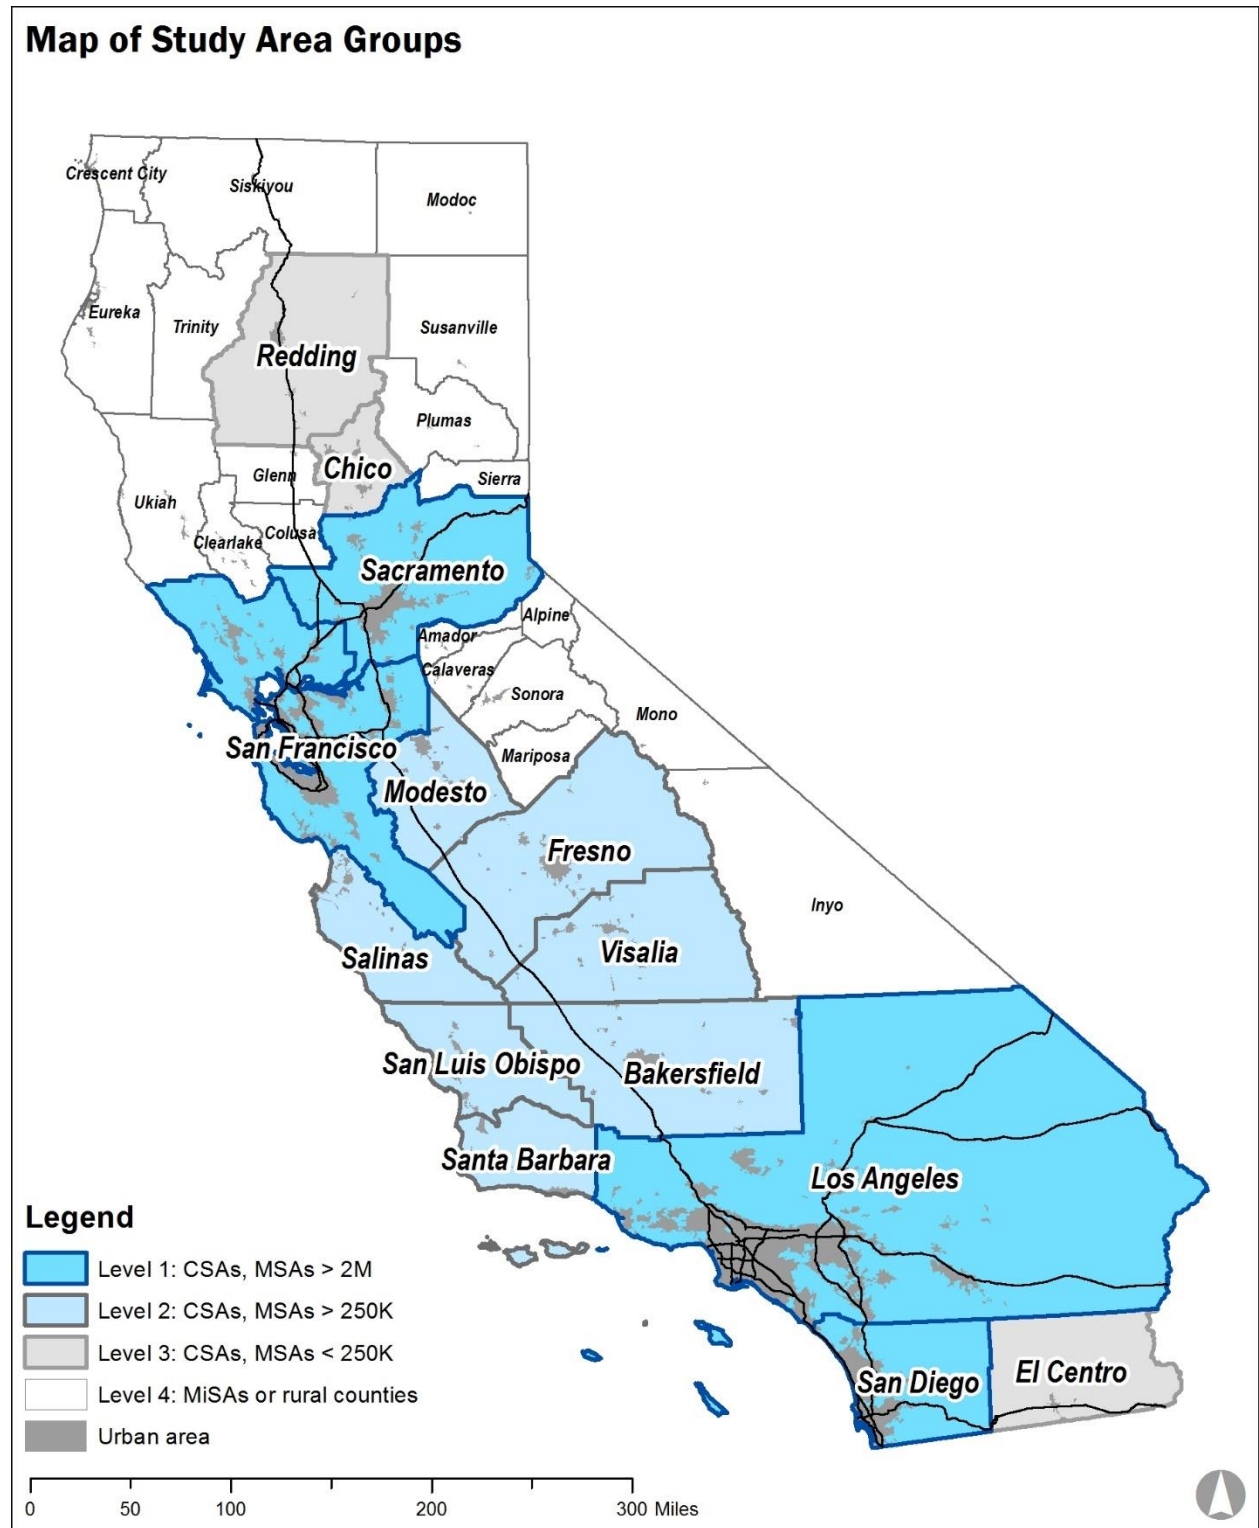 Map of Study Area Groups
Crescent City
Siskiyou
Modoc
Eureka
Trinity
Susanville
Redding
Plumas
Chico
Glenn
Sierra
Ukiah
Colusa
Clearlake
Sacramento
Alpine
Amador
Calaveras
Sonora
Mono
San Francisco
Mariposa
Modesto
Fresno
Inyo
Visalia
Salinas
San Luis Obispo
Bakersfield
Santa Barbara
Los Angeles
El Centro
San Diego
Legend
Level 1: CSAs, MSAs > 2M
Level 2: CSAs, MSAs > 250K
Level 3: CSAs, MSAs < 250K
Level 4: MiSAs or rural counties
Urban area
0 50 100 200 300 Miles